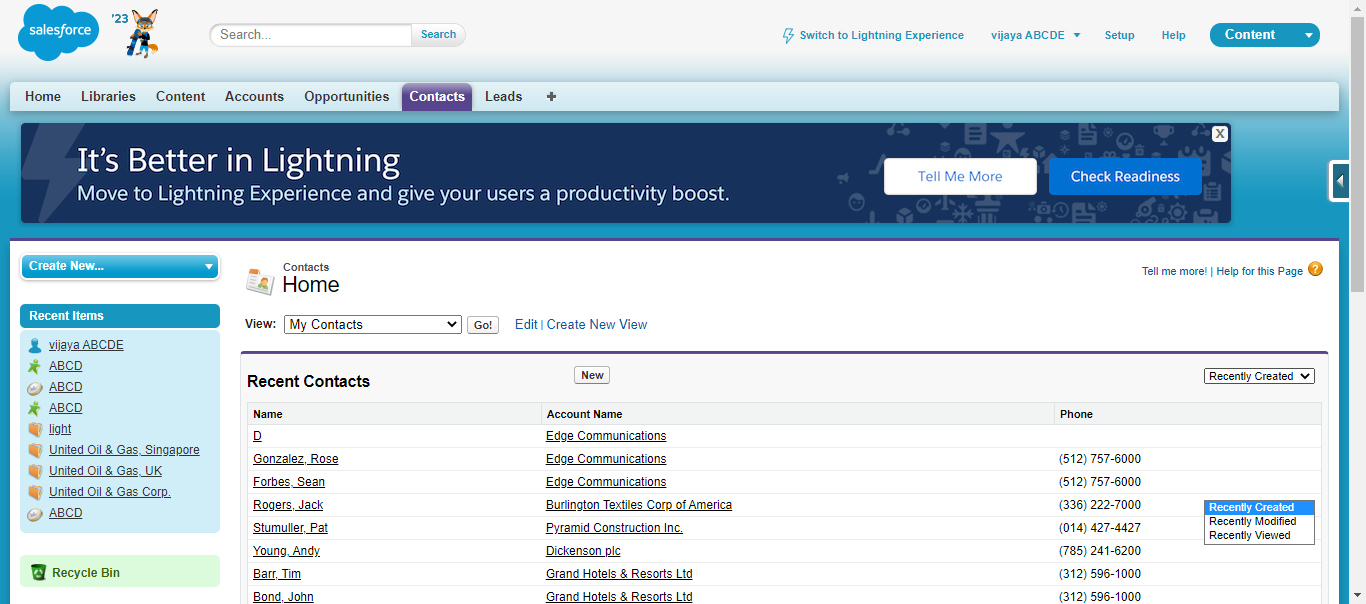 salesforce
'23
Search...
Search
Switch to Lightning Experience
vijaya ABCDE
Setup
Help
Content
Home Libraries Content Accounts Opportunities Contacts Leads +
It's Better in Lightning
Move to Lightning Experience and give your users a productivity boost.
Tell Me More
Check Readiness
X
Create New...
Recent Items
vijaya ABCDE
ABCD
ABCD
ABCD
light
United Oil & Gas, Singapore
United Oil & Gas, UK
United Oil & Gas Corp.
ABCD
Recycle Bin
Contacts
Home
Tell me more! | Help for this Page ?
View: My Contacts Go! Edit | Create New View
Recent Contacts New Recently Created
Name Account Name Phone
D Edge Communications
Gonzalez, Rose Edge Communications (512) 757-6000
Forbes, Sean Edge Communications (512) 757-6000
Rogers, Jack Burlington Textiles Corp of America (336) 222-7000
Stumuller, Pat Pyramid Construction Inc. (014) 427-4427
Young, Andy Dickenson plc (785) 241-6200
Barr, Tim Grand Hotels & Resorts Ltd (312) 596-1000
Bond, John Grand Hotels & Resorts Ltd (312) 596-1000
Recently Created
Recently Modified
Recently Viewed